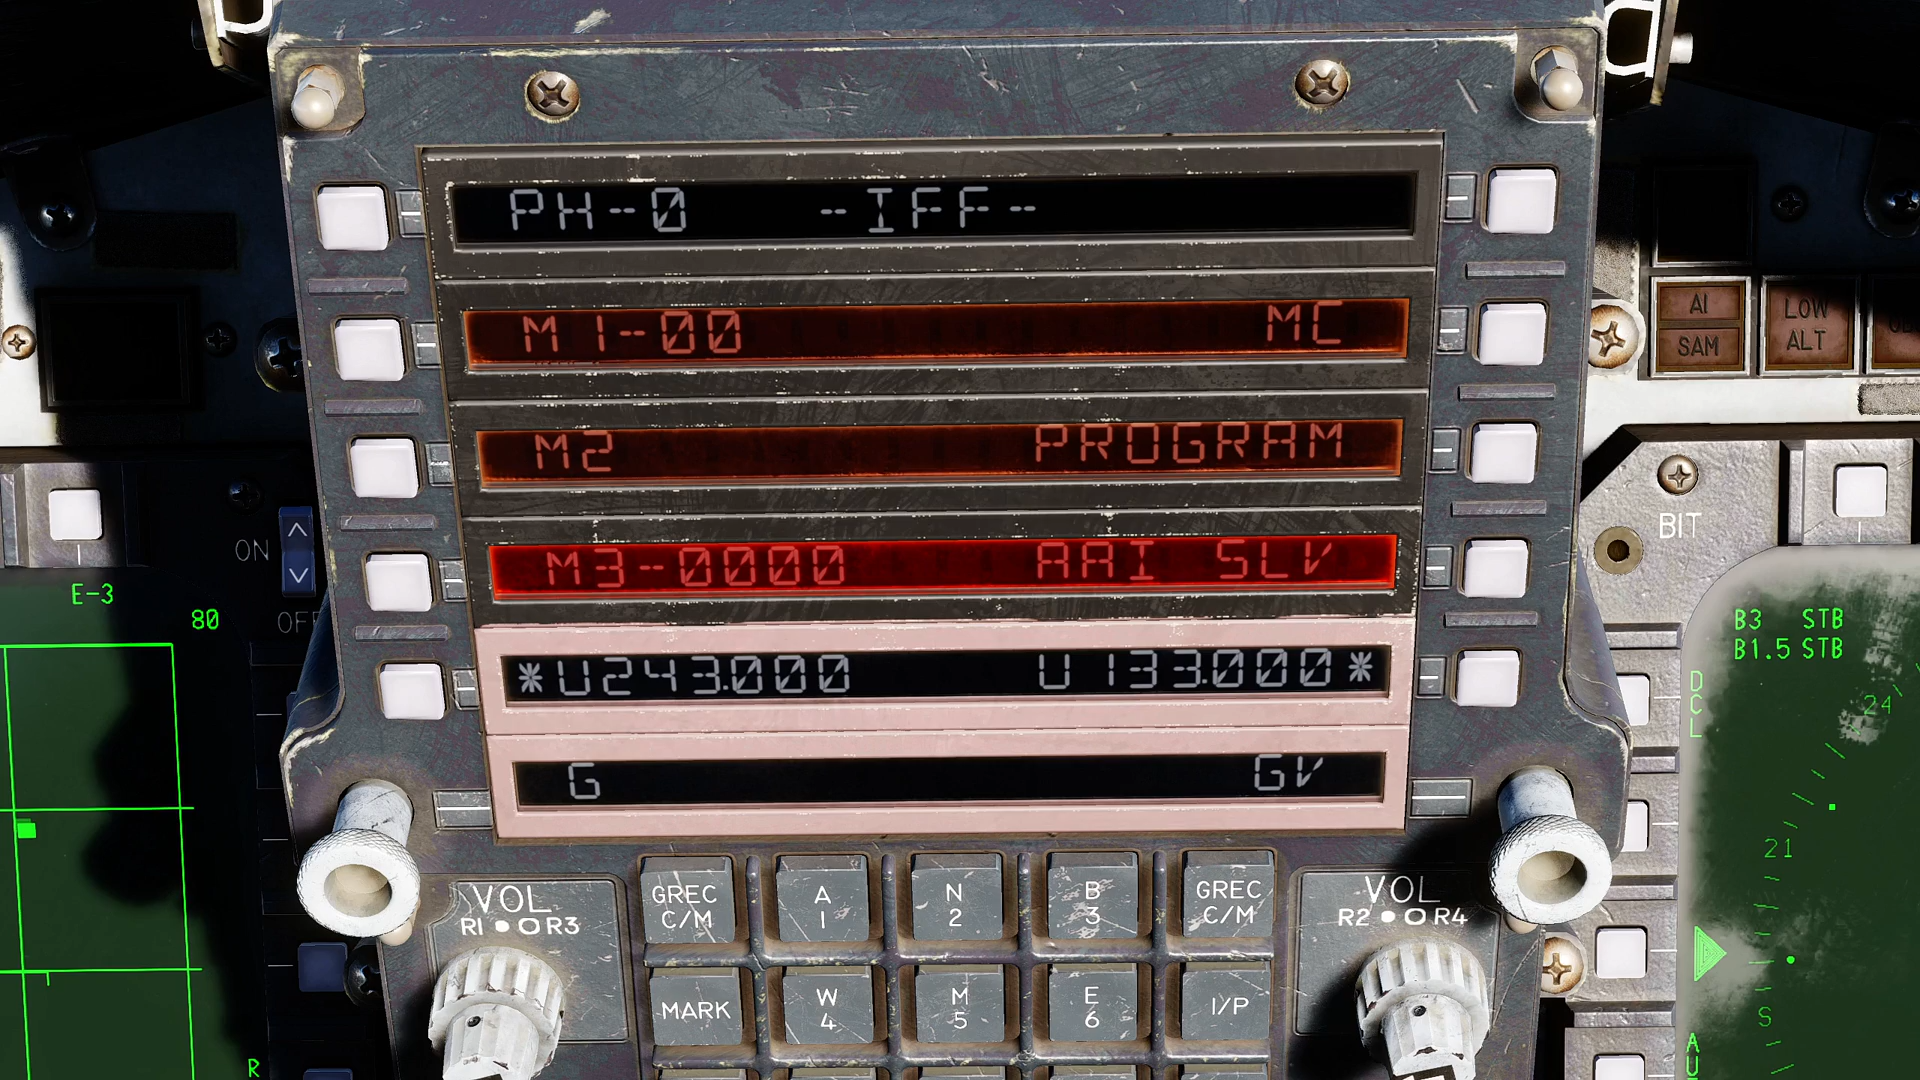 PH-0 -IFF-
M 1-00 MC
M2 PROGRAM
M3-0000 AAI SLV
*U243.000 U 133.000*
G GV
AI
SAM
LOW
ALT
ON
OFF
BIT
E-3
80
R
B3 STB
B1.5 STB
DCL
24
21
S
VOL
R1 R3
GREC
C/M
A
1
N
2
B
3
GREC
C/M
VOL
R2 R4
MARK
W
4
M
5
E
6
I/P